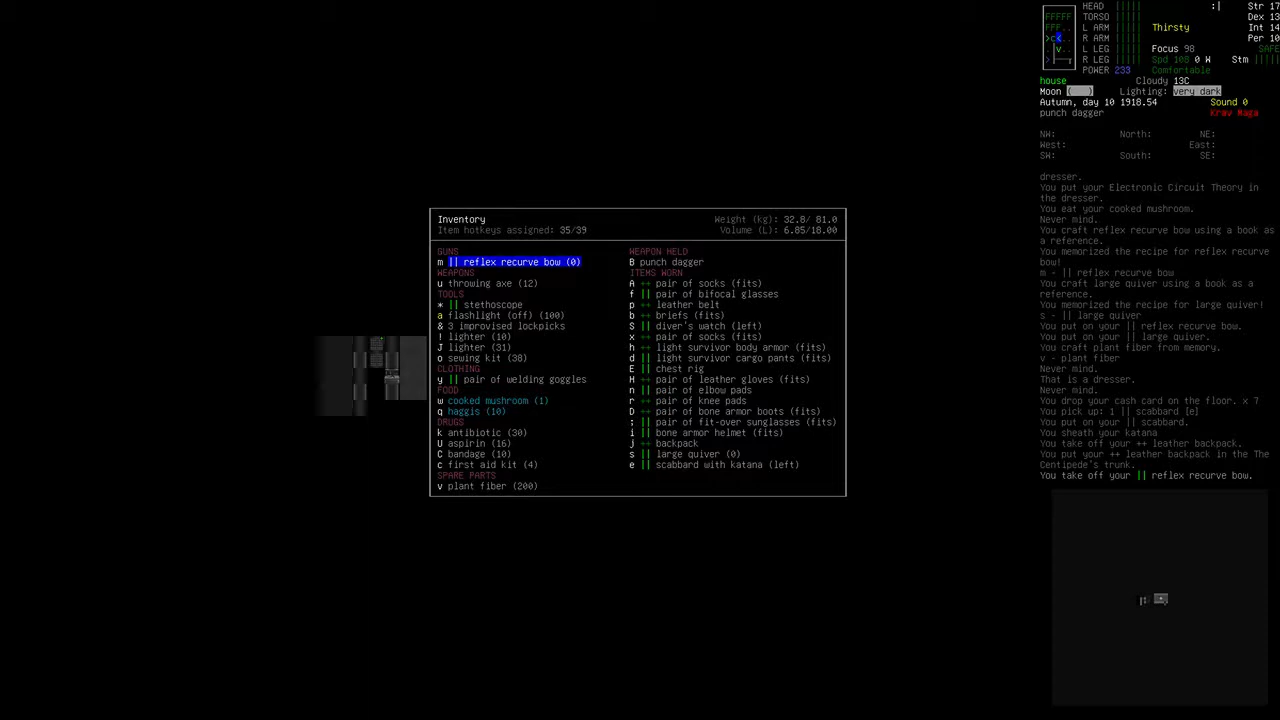 Inventory
Item hotkeys assigned: 35/39
Weight (kg): 32.8/ 81.0
Volume (L): 6.85/18.00
GUNS
m || reflex recurve bow (0)
WEAPONS
u throwing axe (12)
TOOLS
* || stethoscope
a flashlight (off) (100)
& 3 improvised lockpicks
! lighter (10)
J lighter (31)
o sewing kit (38)
CLOTHING
y || pair of welding goggles
FOOD
w cooked mushroom (1)
q haggis (10)
DRUGS
k antibiotic (30)
U aspirin (16)
C bandage (10)
c first aid kit (4)
SPARE PARTS
v plant fiber (200)
WEAPON HELD
B punch dagger
ITEMS WORN
A ++ pair of socks (fits)
f || pair of bifocal glasses
p ++ leather belt
b ++ briefs (fits)
S || diver's watch (left)
x ++ pair of socks (fits)
h ++ light survivor body armor (fits)
d || light survivor cargo pants (fits)
E || chest rig
H ++ pair of leather gloves (fits)
n || pair of elbow pads
r ++ pair of knee pads
D ++ pair of bone armor boots (fits)
: || pair of fit-over sunglasses (fits)
i || bone armor helmet (fits)
j ++ backpack
s || large quiver (0)
e || scabbard with katana (left)
HEAD ||||| :| Str 17
TORSO ||||| Dex 13
L ARM ||||| Thirsty Int 14
R ARM ||||| Per 10
L LEG ||||| Focus 98 SAFE
R LEG ||||| Spd 108 0 W Stm |||||
POWER 233 Comfortable
house Cloudy 13C
Moon ( ) Lighting: very dark
Autumn, day 10 1918.54 Sound 0
punch dagger Krav Maga
NW: North: NE:
West: East:
SW: South: SE:
dresser.
You put your Electronic Circuit Theory in
the dresser.
You eat your cooked mushroom.
Never mind.
You craft reflex recurve bow using a book as
a reference.
You memorized the recipe for reflex recurve
bow!
m - || reflex recurve bow
You craft large quiver using a book as a
reference.
You memorized the recipe for large quiver!
s - || large quiver
You put on your || reflex recurve bow.
You put on your || large quiver.
You craft plant fiber from memory.
v - plant fiber
Never mind.
That is a dresser.
Never mind.
You drop your cash card on the floor. x 7
You pick up: 1 || scabbard [e]
You put on your || scabbard.
You sheath your katana
You take off your ++ leather backpack.
You put your ++ leather backpack in the The
Centipede's trunk.
You take off your || reflex recurve bow.